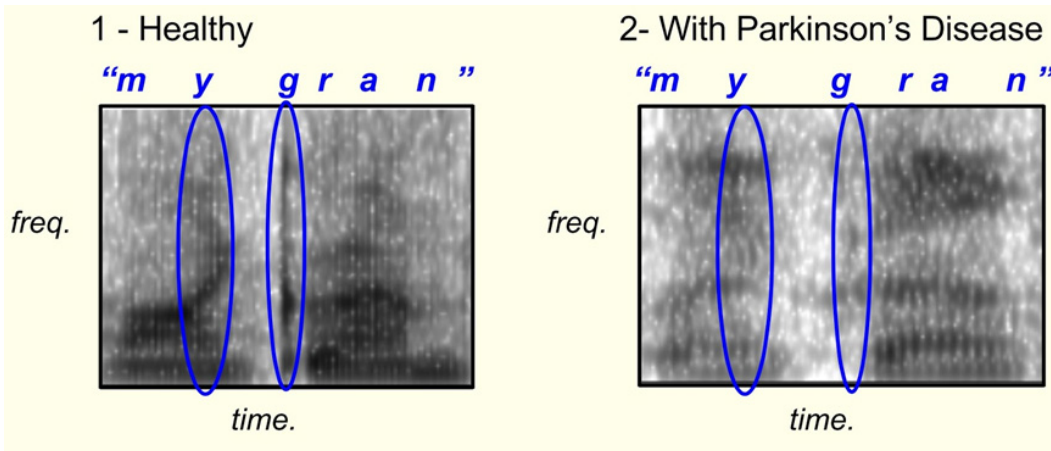 1 - Healthy
“m y g r a n ”
freq.
time.
2- With Parkinson’s Disease
“m y g r a n ”
freq.
time.